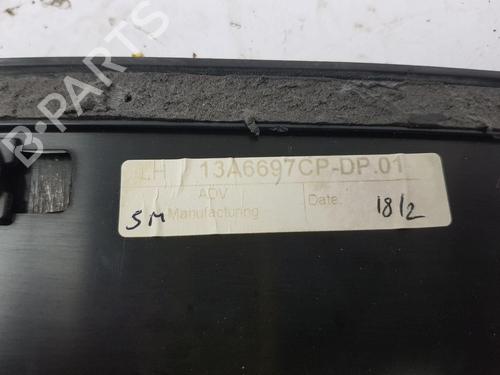 B-PARTS
LH 13A6697CP-DP.01
ADV
Manufacturing
Date:
SM
18/2